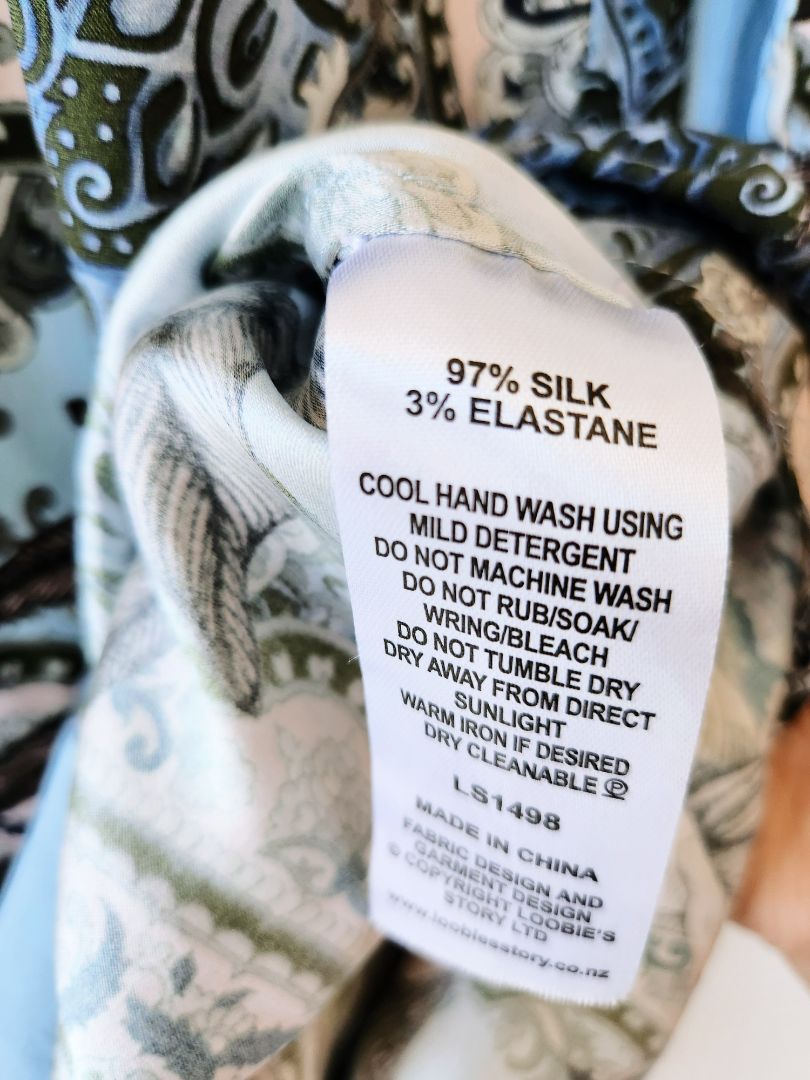 97% SILK
3% ELASTANE
COOL HAND WASH USING
MILD DETERGENT
DO NOT MACHINE WASH
DO NOT RUB/SOAK/
WRING/BLEACH
DO NOT TUMBLE DRY
DRY AWAY FROM DIRECT
SUNLIGHT
WARM IRON IF DESIRED
DRY CLEANABLE Ⓟ
LS1498
MADE IN CHINA
FABRIC DESIGN AND
GARMENT DESIGN
© COPYRIGHT LOOBIE'S
STORY LTD
www.loobiesstory.co.nz